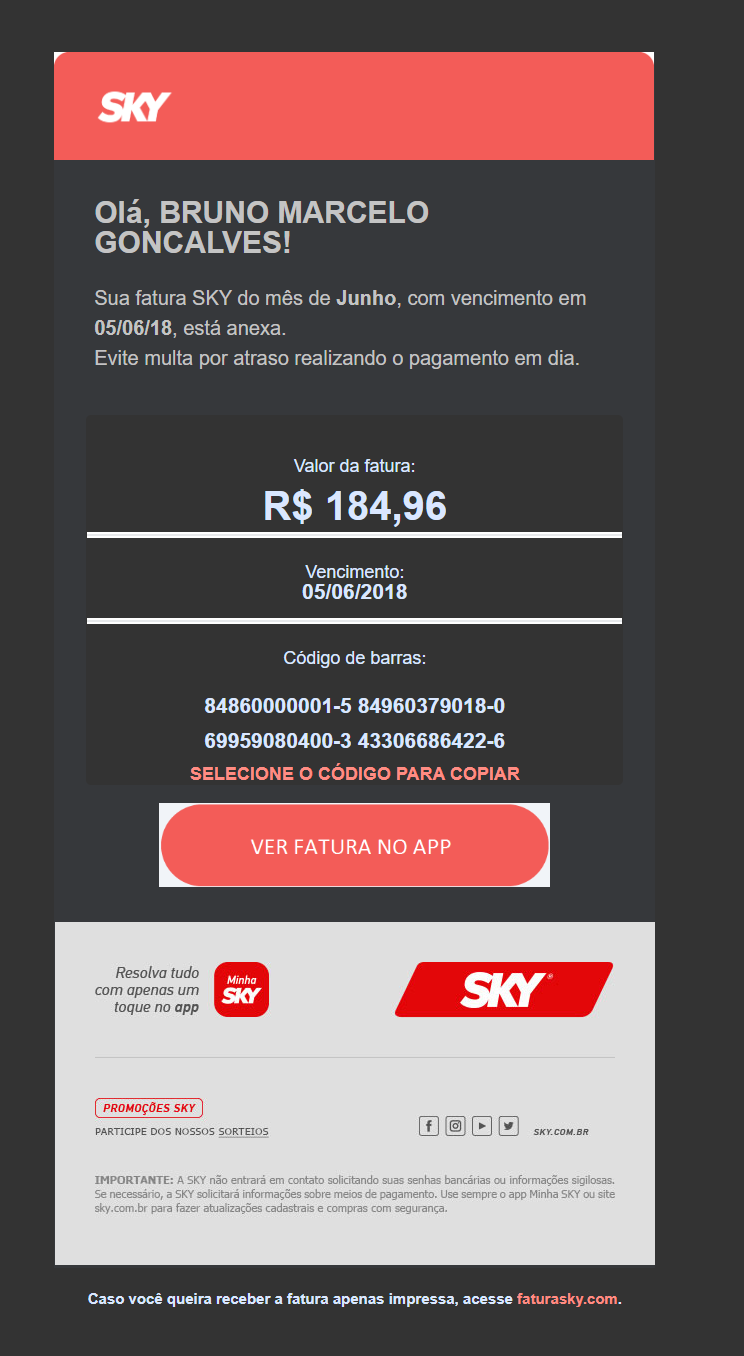 SKY
Olá, BRUNO MARCELO
GONCALVES!
Sua fatura SKY do mês de Junho, com vencimento em
05/06/18, está anexa.
Evite multa por atraso realizando o pagamento em dia.
Valor da fatura:
R$ 184,96
Vencimento:
05/06/2018
Código de barras:
84860000001-5 84960379018-0
69959080400-3 43306686422-6
SELECIONE O CÓDIGO PARA COPIAR
VER FATURA NO APP
Resolva tudo
com apenas um
toque no app
Minha
SKY
SKY®
PROMOÇÕES SKY
PARTICIPE DOS NOSSOS SORTEIOS
SKY.COM.BR
IMPORTANTE: A SKY não entrará em contato solicitando suas senhas bancárias ou informações sigilosas.
Se necessário, a SKY solicitará informações sobre meios de pagamento. Use sempre o app Minha SKY ou site
sky.com.br para fazer atualizações cadastrais e compras com segurança.
Caso você queira receber a fatura apenas impressa, acesse faturasky.com.